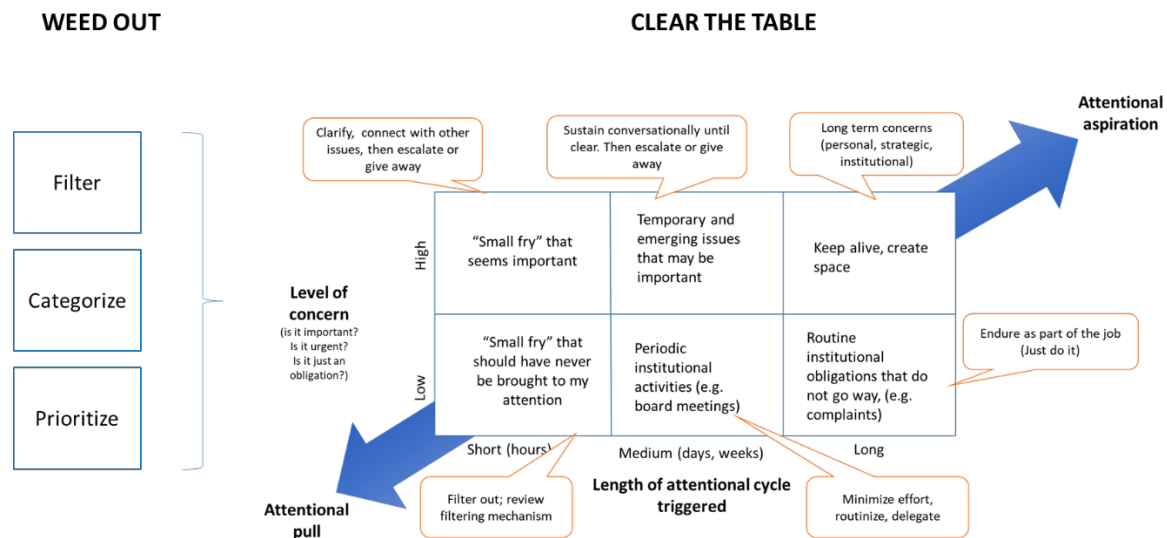 WEED OUT
CLEAR THE TABLE
Filter
Categorize
Prioritize
Attentional
aspiration
Clarify, connect with other
issues, then escalate or
give away
Sustain conversationally until
clear. Then escalate or give
away
Long term concerns
(personal, strategic,
institutional)
High
"Small fry" that
seems important
Temporary and
emerging issues
that may be
important
Keep alive, create
space
Level of
concern
(is it important?
Is it urgent?
Is it just an
obligation?)
Low
"Small fry" that
should have never
be brought to my
attention
Periodic
institutional
activities (e.g.
board meetings)
Routine
institutional
obligations that do
not go way, (e.g.
complaints)
Endure as part of the job
(Just do it)
Short (hours)
Medium (days, weeks)
Long
Length of attentional cycle
triggered
Attentional
pull
Filter out; review
filtering mechanism
Minimize effort,
routinize, delegate